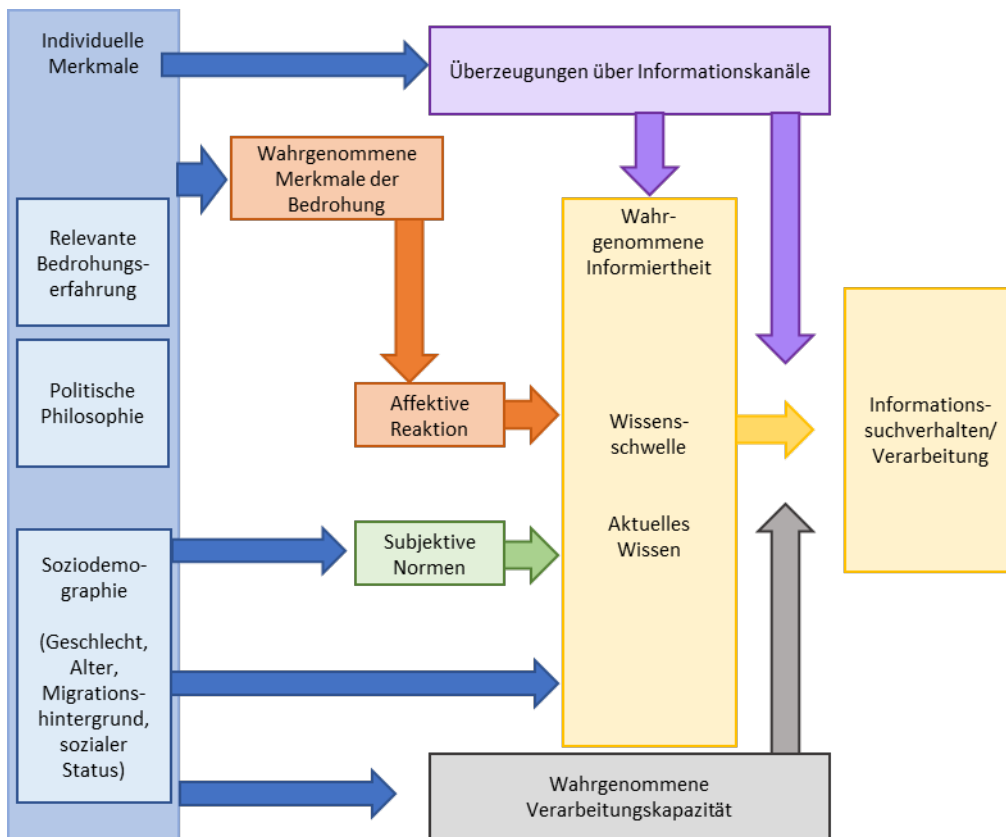 Individuelle
Merkmale
Überzeugungen über Informationskanäle
Wahrgenommene
Merkmale der
Bedrohung
Relevante
Bedrohungs-
erfahrung
Politische
Philosophie
Affektive
Reaktion
Wahr-
genommene
Informiertheit
Wissens-
schwelle
Aktuelles
Wissen
Informations-
suchverhalten/
Verarbeitung
Subjektive
Normen
Soziodemo-
graphie
(Geschlecht,
Alter,
Migrations-
hintergrund,
sozialer
Status)
Wahrgenommene
Verarbeitungskapazität